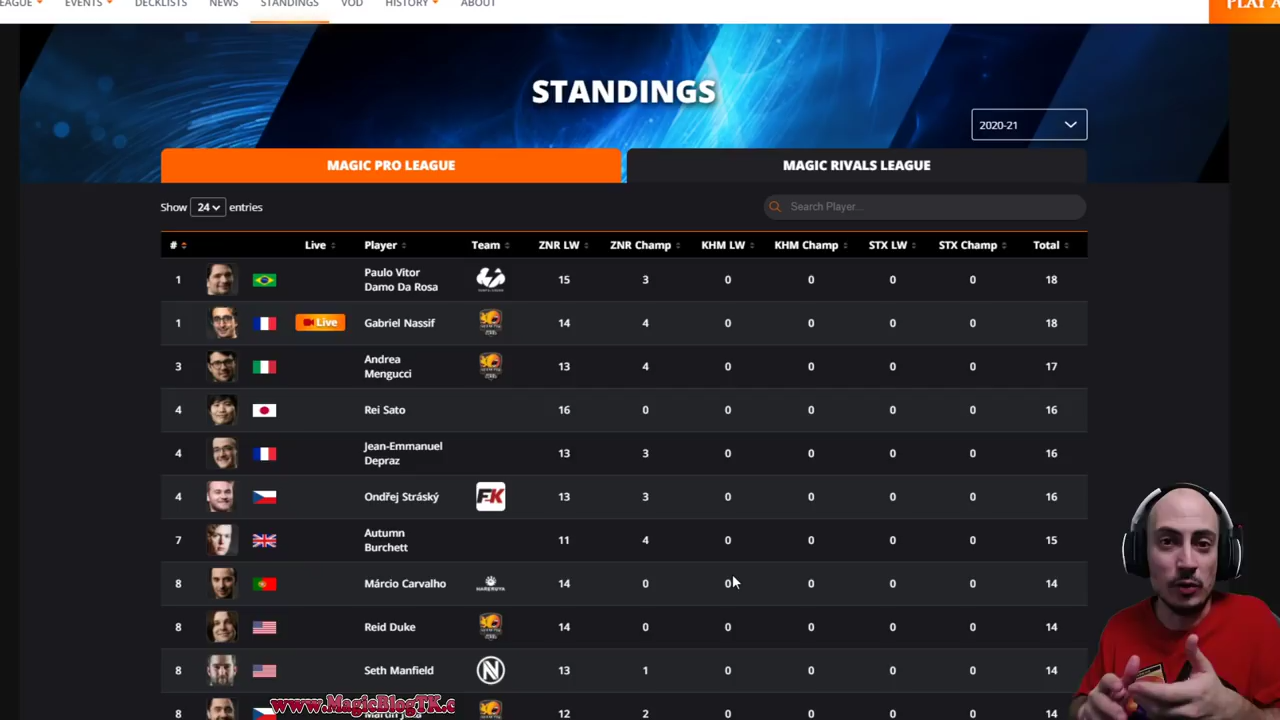 EVENTS
DECKLISTS
NEWS
STANDINGS
VOD
HISTORY
ABOUT
STANDINGS
2020-21
MAGIC PRO LEAGUE
MAGIC RIVALS LEAGUE
Show 24 entries
Search Player...
# Live Player Team ZNR LW ZNR Champ KHM LW KHM Champ STX LW STX Champ Total
1 Paulo Vitor
Damo Da Rosa 15 3 0 0 0 0 18
1 Live Gabriel Nassif 14 4 0 0 0 0 18
3 Andrea
Mengucci 13 4 0 0 0 0 17
4 Rei Sato 16 0 0 0 0 0 16
4 Jean-Emmanuel
Depraz 13 3 0 0 0 0 16
4 Ondřej Stráský FK 13 3 0 0 0 0 16
7 Autumn
Burchett 11 4 0 0 0 0 15
8 Márcio Carvalho HARERUYA 14 0 0 0 0 0 14
8 Reid Duke 14 0 0 0 0 0 14
8 Seth Manfield 13 1 0 0 0 0 14
8 12 2 0 0 0 0 14
www.MagicBlogTK.c